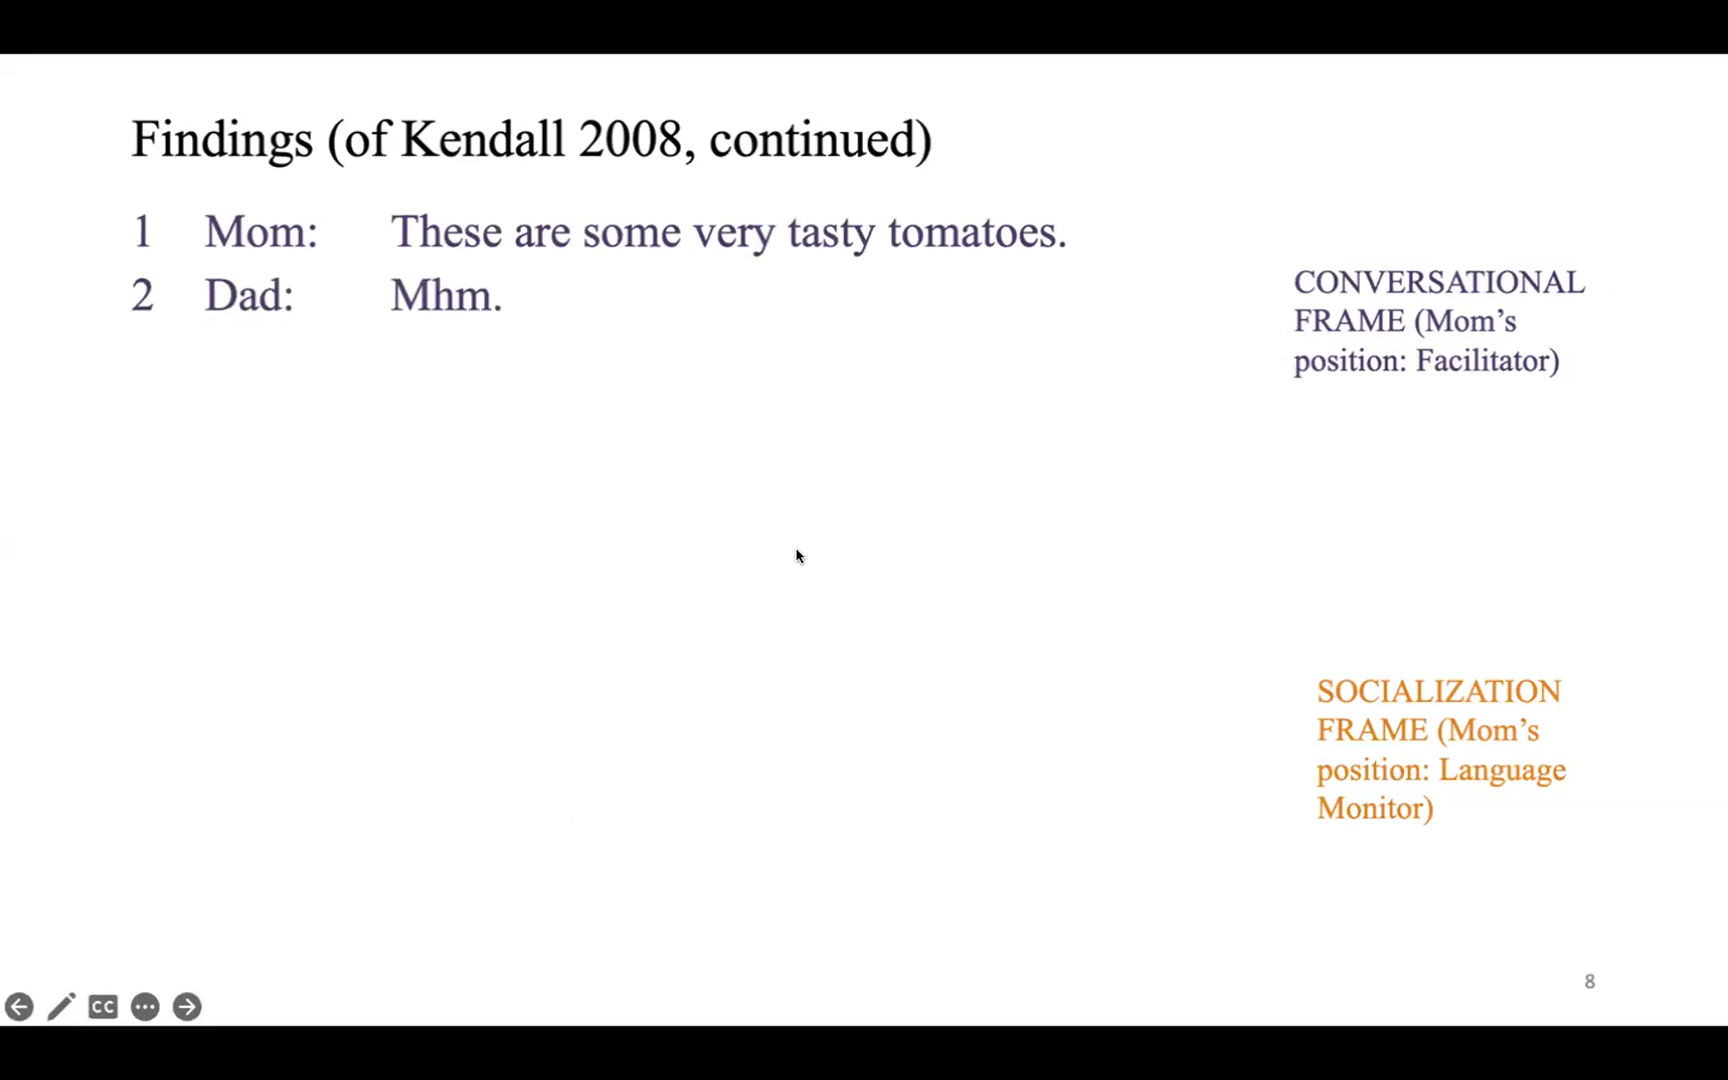 Findings (of Kendall 2008, continued)
1 Mom: These are some very tasty tomatoes.
2 Dad: Mhm.
CONVERSATIONAL
FRAME (Mom’s
position: Facilitator)
SOCIALIZATION
FRAME (Mom’s
position: Language
Monitor)
8
CC